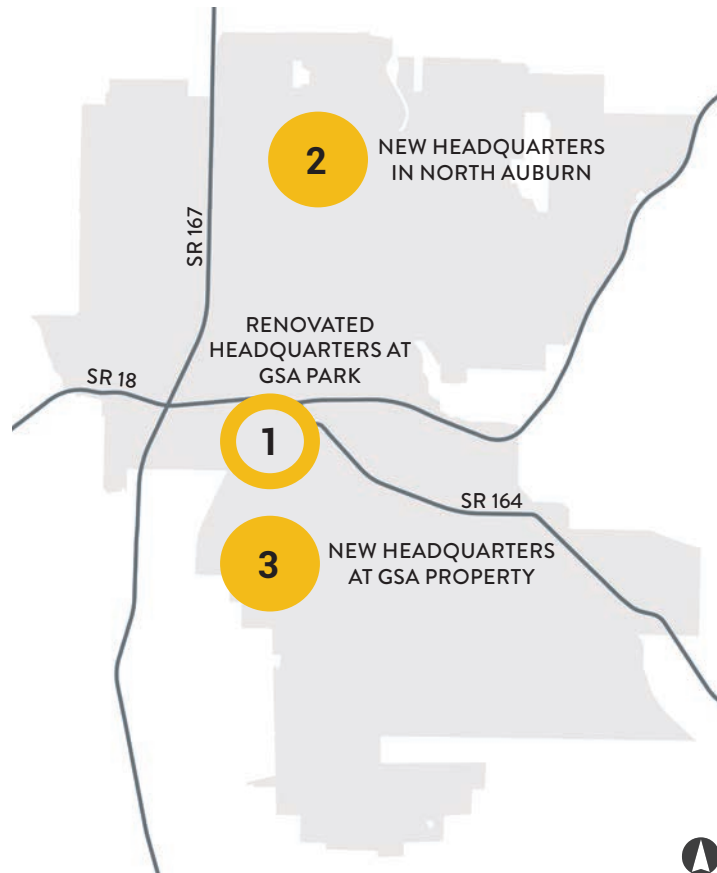 2
NEW HEADQUARTERS
IN NORTH AUBURN
SR 167
RENOVATED
HEADQUARTERS AT
GSA PARK
SR 18
1
SR 164
3
NEW HEADQUARTERS
AT GSA PROPERTY